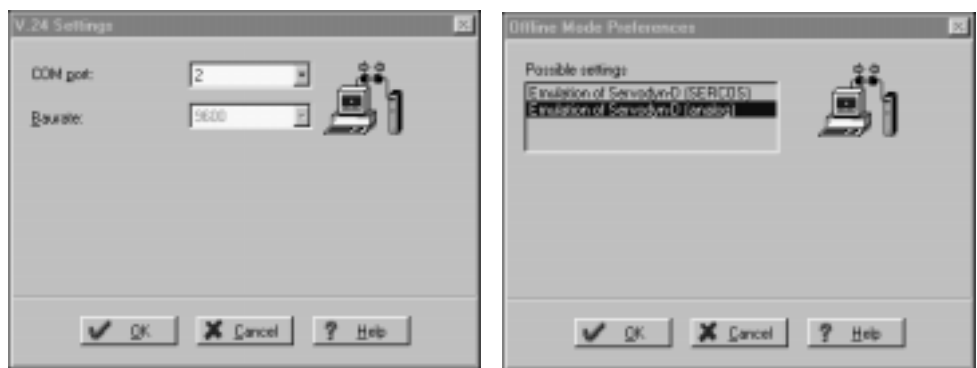 V.24 Settings
COM port:
2
Baurate:
9600
OK
Cancel
? Help
Offline Mode Preferences
Possible settings
Emulation of Servodyn-D (SERCOS)
Emulation of Servodyn-D (analog)
OK
Cancel
? Help